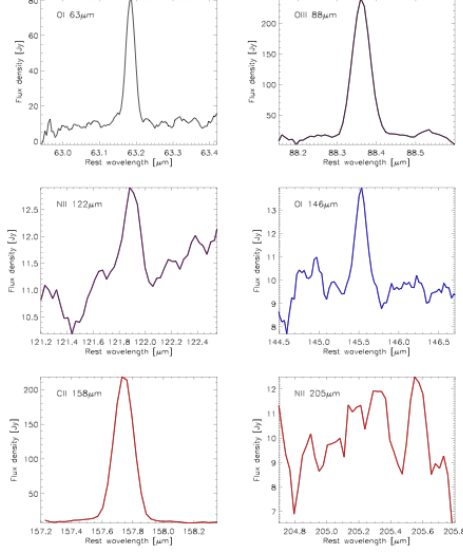 OI 63μm
Flux density [Jy]
80
60
40
20
0
63.0 63.1 63.2 63.3 63.4
Rest wavelength [μm]
OIII 88μm
Flux density [Jy]
200
150
100
50
88.2 88.3 88.4 88.5
Rest wavelength [μm]
NII 122μm
Flux density [Jy]
12.5
12.0
11.5
11.0
10.5
121.2 121.4 121.6 121.8 122.0 122.2 122.4
Rest wavelength [μm]
OI 146μm
Flux density [Jy]
13
12
11
10
9
8
144.5 145.0 145.5 146.0 146.5
Rest wavelength [μm]
CII 158μm
Flux density [Jy]
200
150
100
50
157.2 157.4 157.6 157.8 158.0 158.2
Rest wavelength [μm]
NII 205μm
Flux density [Jy]
12
11
10
9
8
7
204.8 205.0 205.2 205.4 205.6 205.8
Rest wavelength [μm]